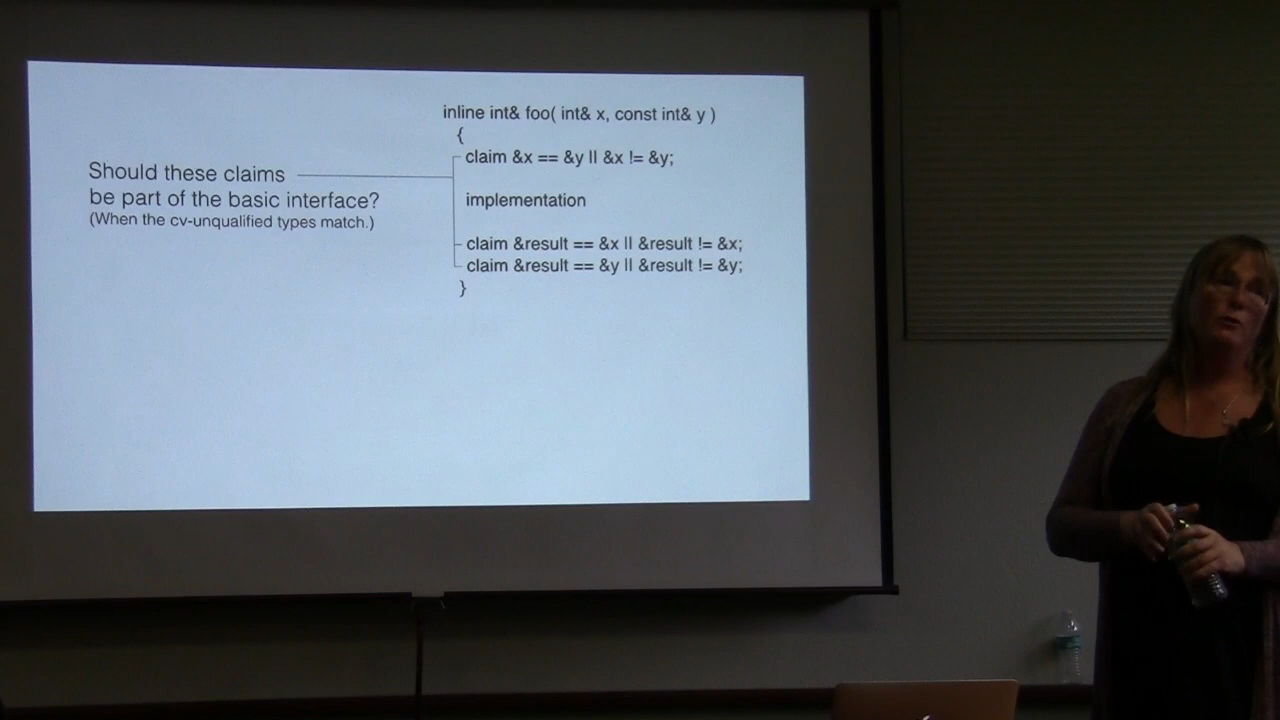 inline int& foo( int& x, const int& y )
{
claim &x == &y || &x != &y;
Should these claims
be part of the basic interface?
(When the cv-unqualified types match.)
implementation
claim &result == &x || &result != &x;
claim &result == &y || &result != &y;
}